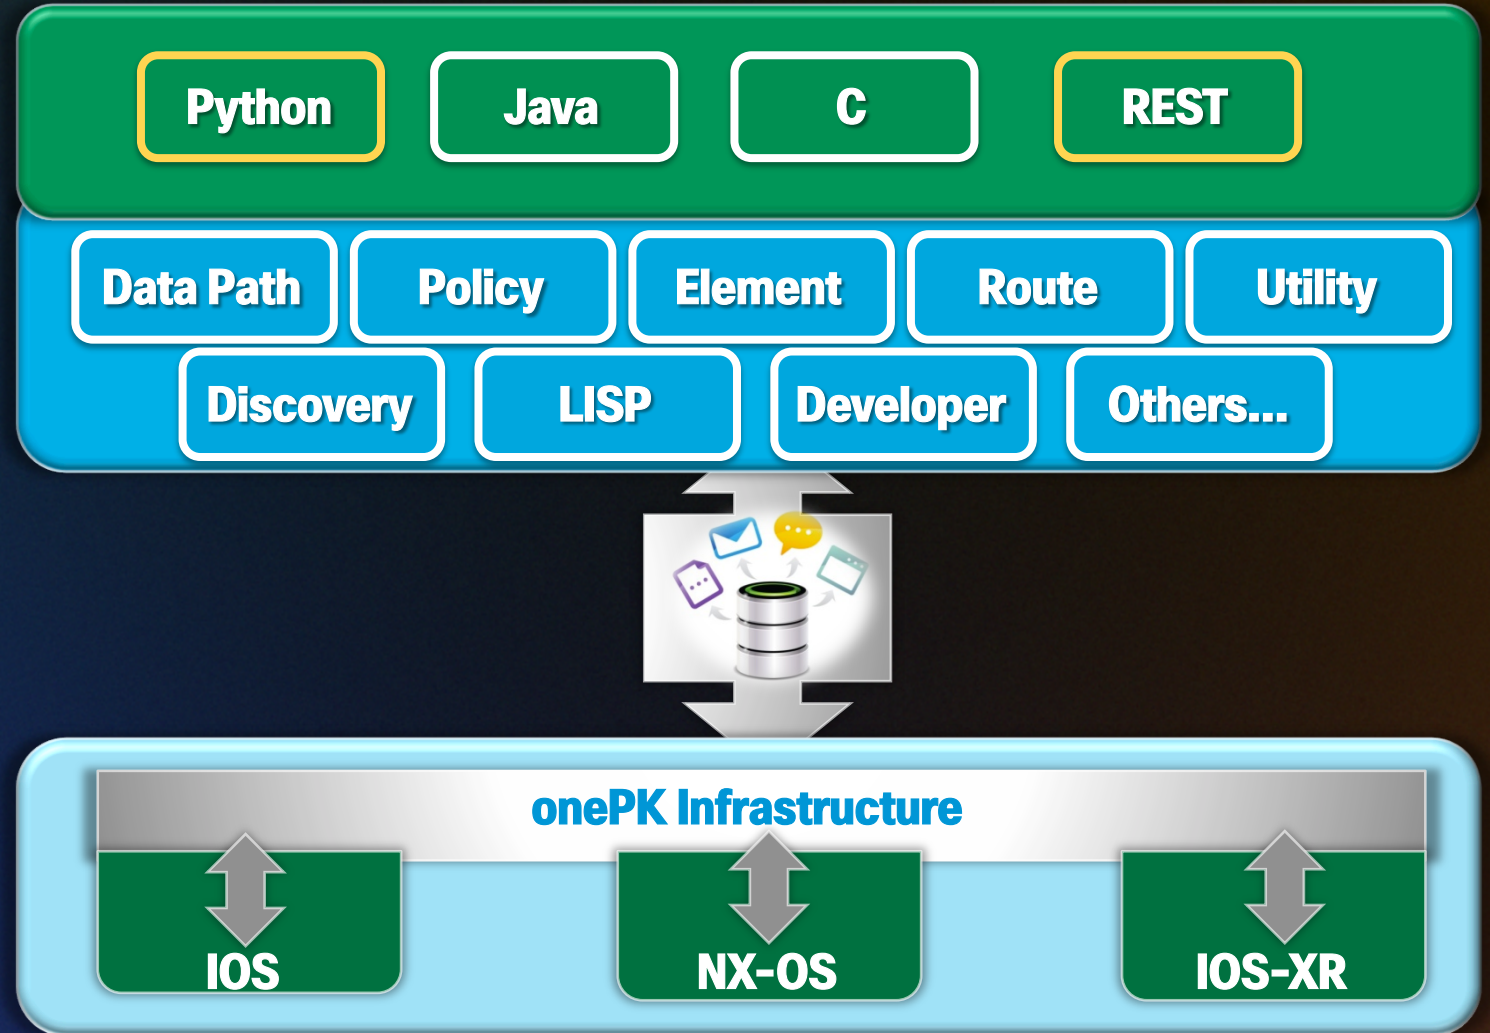 Python Java C REST
Data Path Policy Element Route Utility
Discovery LISP Developer Others...
onePK Infrastructure
IOS NX-OS IOS-XR